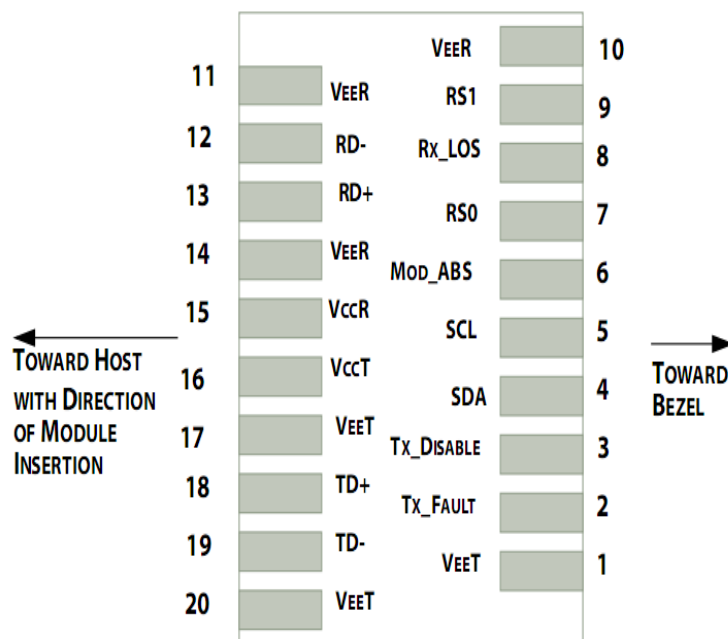 11 VEER
12 RD-
13 RD+
14 VEER
15 VCCR
16 VCCT
17 VEET
18 TD+
19 TD-
20 VEET
VEER 10
RS1 9
RX_LOS 8
RS0 7
MOD_ABS 6
SCL 5
SDA 4
TX_DISABLE 3
TX_FAULT 2
VEET 1
TOWARD HOST
WITH DIRECTION
OF MODULE
INSERTION
TOWARD
BEZEL